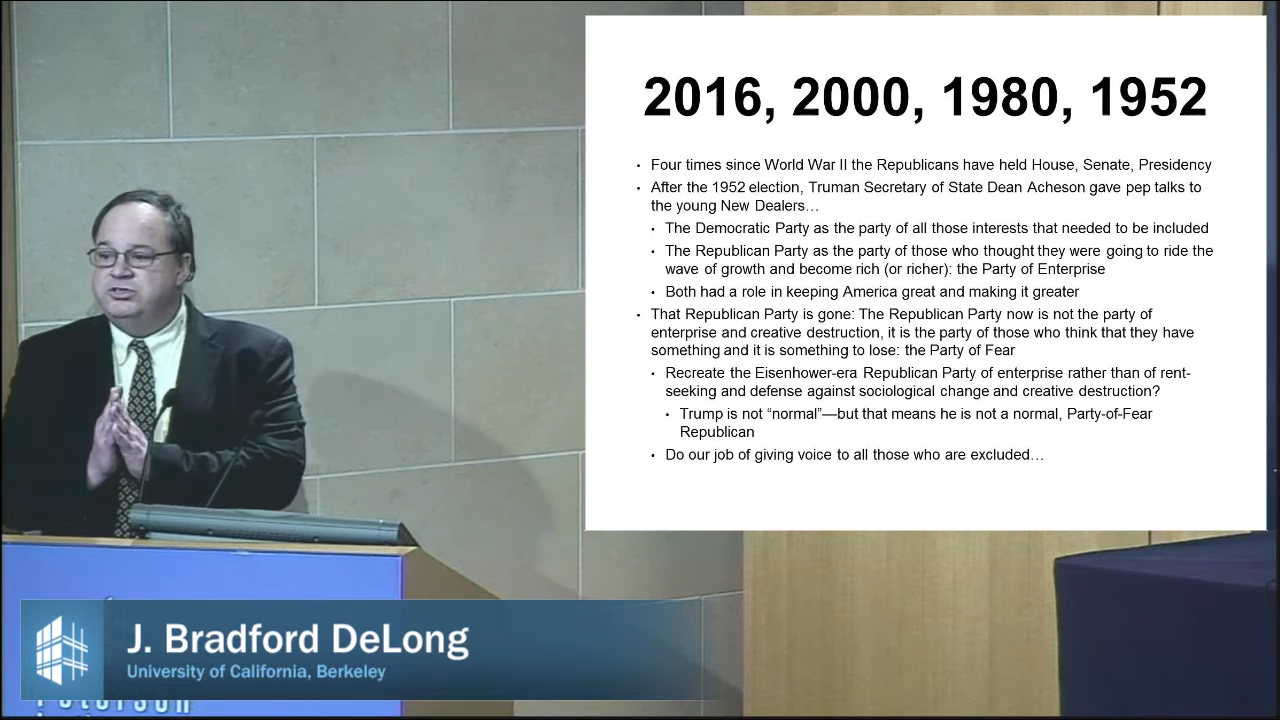 2016, 2000, 1980, 1952
• Four times since World War II the Republicans have held House, Senate, Presidency
• After the 1952 election, Truman Secretary of State Dean Acheson gave pep talks to
the young New Dealers…
• The Democratic Party as the party of all those interests that needed to be included
• The Republican Party as the party of those who thought they were going to ride the
wave of growth and become rich (or richer): the Party of Enterprise
• Both had a role in keeping America great and making it greater
• That Republican Party is gone: The Republican Party now is not the party of
enterprise and creative destruction, it is the party of those who think that they have
something and it is something to lose: the Party of Fear
• Recreate the Eisenhower-era Republican Party of enterprise rather than of rent-
seeking and defense against sociological change and creative destruction?
• Trump is not “normal”—but that means he is not a normal, Party-of-Fear
Republican
• Do our job of giving voice to all those who are excluded…
J. Bradford DeLong
University of California, Berkeley
Peterson